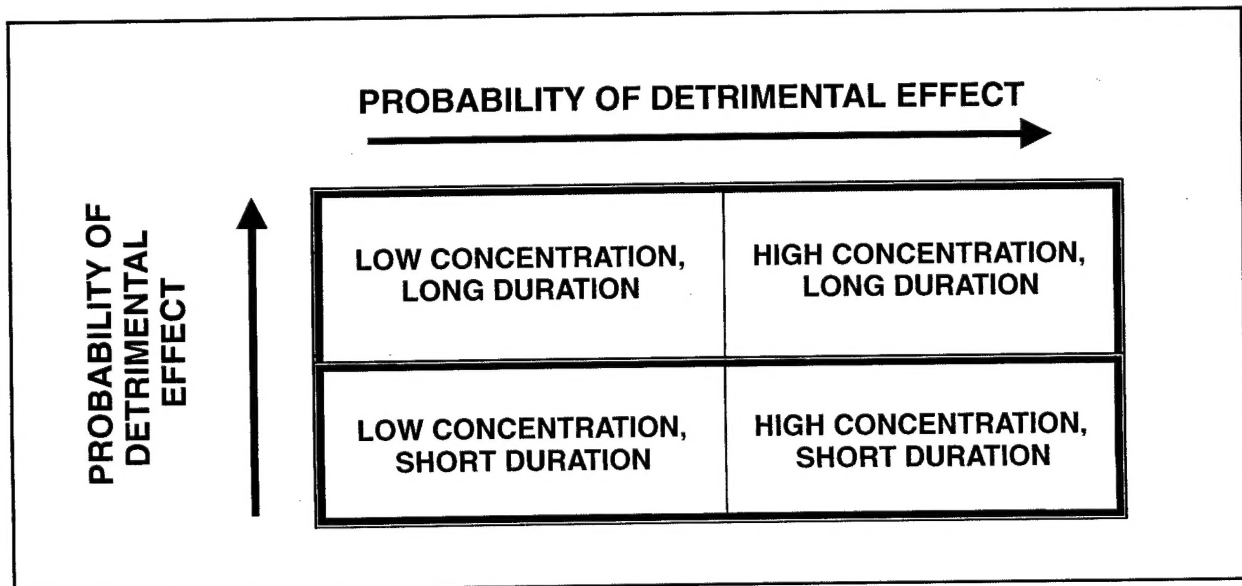 PROBABILITY OF DETRIMENTAL EFFECT
PROBABILITY OF
DETRIMENTAL
EFFECT
LOW CONCENTRATION,
LONG DURATION
HIGH CONCENTRATION,
LONG DURATION
LOW CONCENTRATION,
SHORT DURATION
HIGH CONCENTRATION,
SHORT DURATION